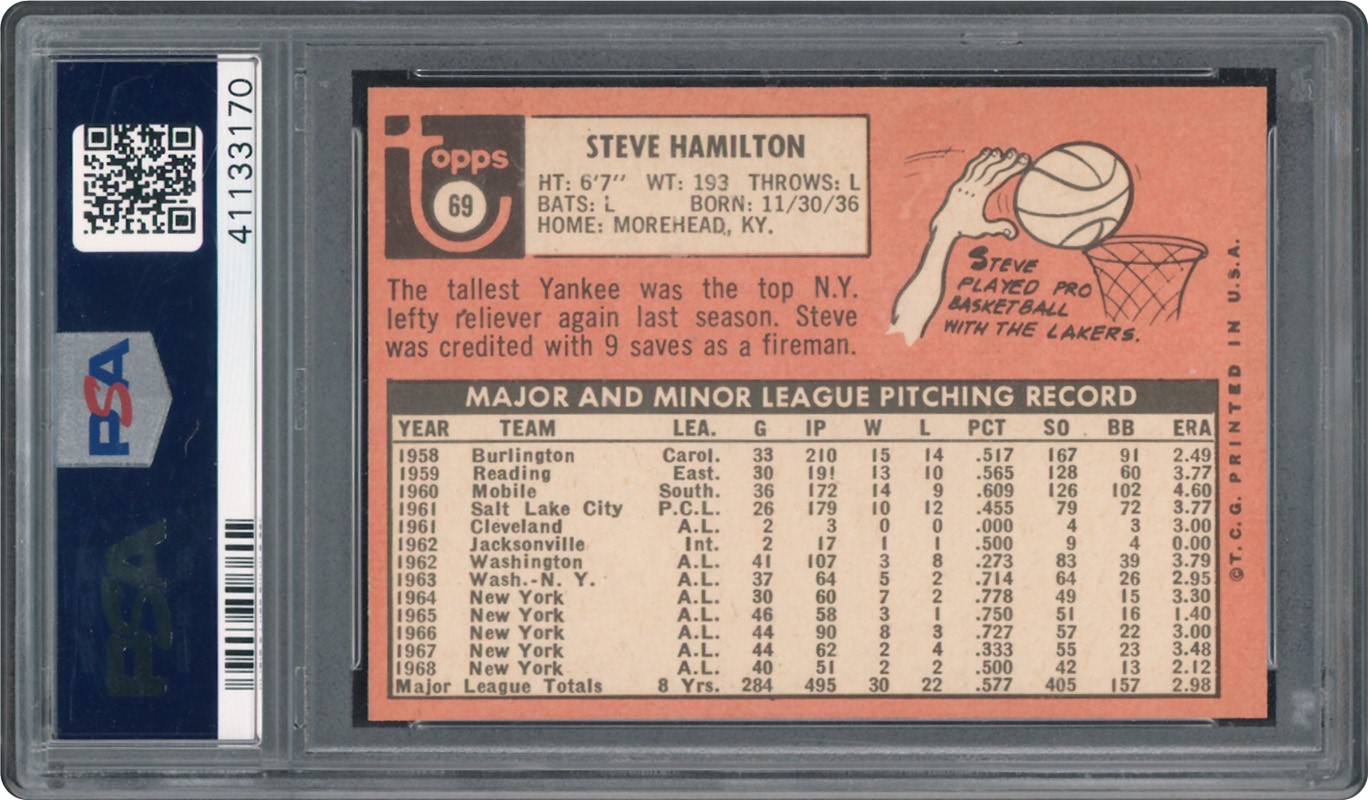 41133170
PSA
PSA
topps
69
STEVE HAMILTON
HT: 6'7" WT: 193 THROWS: L
BATS: L BORN: 11/30/36
HOME: MOREHEAD, KY.
The tallest Yankee was the top N.Y.
lefty reliever again last season. Steve
was credited with 9 saves as a fireman.
STEVE
PLAYED PRO
BASKETBALL
WITH THE LAKERS.
MAJOR AND MINOR LEAGUE PITCHING RECORD
YEAR TEAM LEA. G IP W L PCT SO BB ERA
1958 Burlington Carol. 33 210 15 14 .517 167 91 2.49
1959 Reading East. 30 191 13 10 .565 128 60 3.77
1960 Mobile South. 36 172 14 9 .609 126 102 4.60
1961 Salt Lake City P.C.L. 26 179 10 12 .455 79 72 3.77
1961 Cleveland A.L. 2 3 0 0 .000 4 3 3.00
1962 Jacksonville Int. 2 17 1 1 .500 9 4 0.00
1962 Washington A.L. 41 107 3 8 .273 83 39 3.79
1963 Wash.-N. Y. A.L. 37 64 5 2 .714 64 26 2.95
1964 New York A.L. 30 60 7 2 .778 49 15 3.30
1965 New York A.L. 46 58 3 1 .750 51 16 1.40
1966 New York A.L. 44 90 8 3 .727 57 22 3.00
1967 New York A.L. 44 62 2 4 .333 55 23 3.48
1968 New York A.L. 40 51 2 2 .500 42 13 2.12
Major League Totals 8 Yrs. 284 495 30 22 .577 405 157 2.98
©T.C.G. PRINTED IN U.S.A.